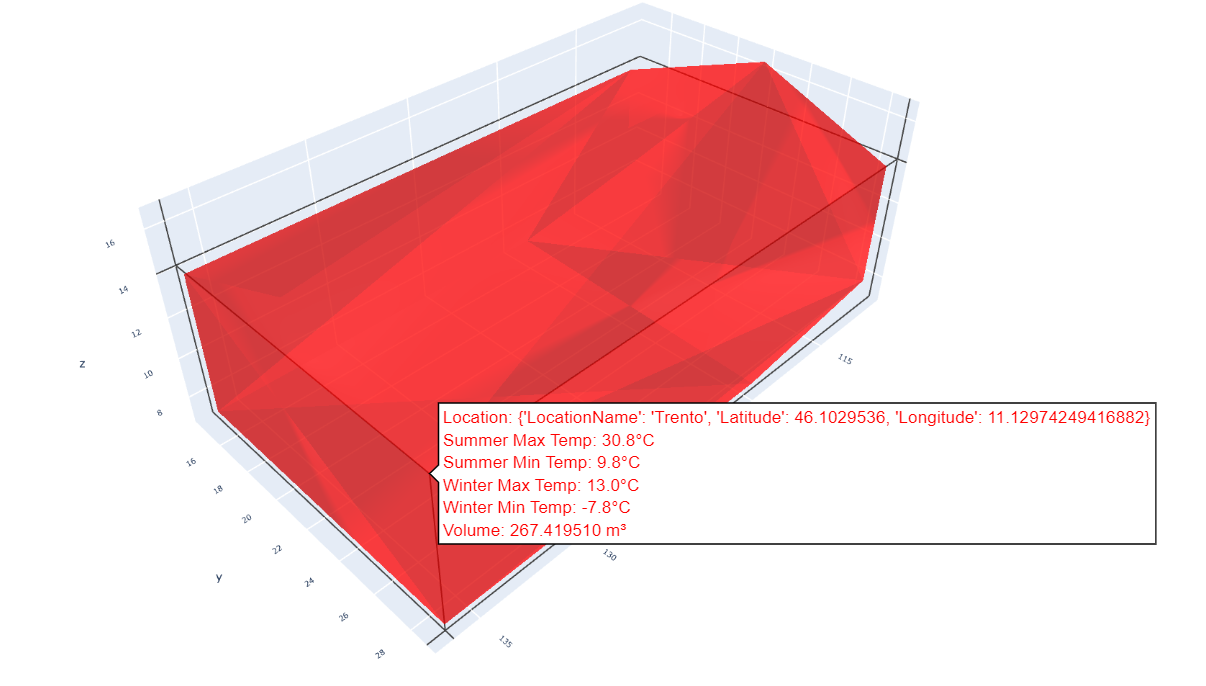 16
14
12
10
8
z
16
18
20
22
24
26
28
y
115
130
135
Location: {'LocationName': 'Trento', 'Latitude': 46.1029536, 'Longitude': 11.12974249416882}
Summer Max Temp: 30.8°C
Summer Min Temp: 9.8°C
Winter Max Temp: 13.0°C
Winter Min Temp: -7.8°C
Volume: 267.419510 m³